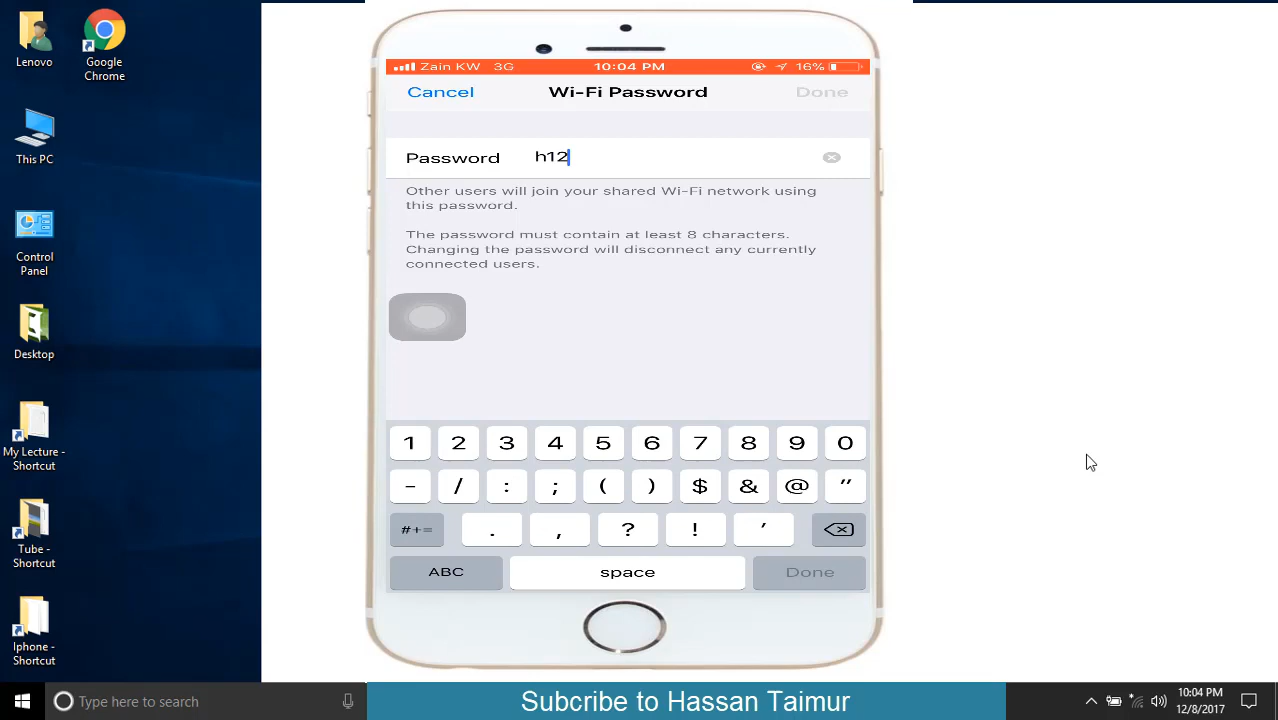 Lenovo
Google
Chrome
This PC
Control
Panel
Desktop
My Lecture -
Shortcut
Tube -
Shortcut
Iphone -
Shortcut
Zain KW 3G 10:04 PM 16%
Cancel Wi-Fi Password Done
Password h12
Other users will join your shared Wi-Fi network using
this password.
The password must contain at least 8 characters.
Changing the password will disconnect any currently
connected users.
1 2 3 4 5 6 7 8 9 0
- / : ; ( ) $ & @ "
#+= . , ? ! '
ABC space Done
Type here to search
Subcribe to Hassan Taimur
10:04 PM
12/8/2017